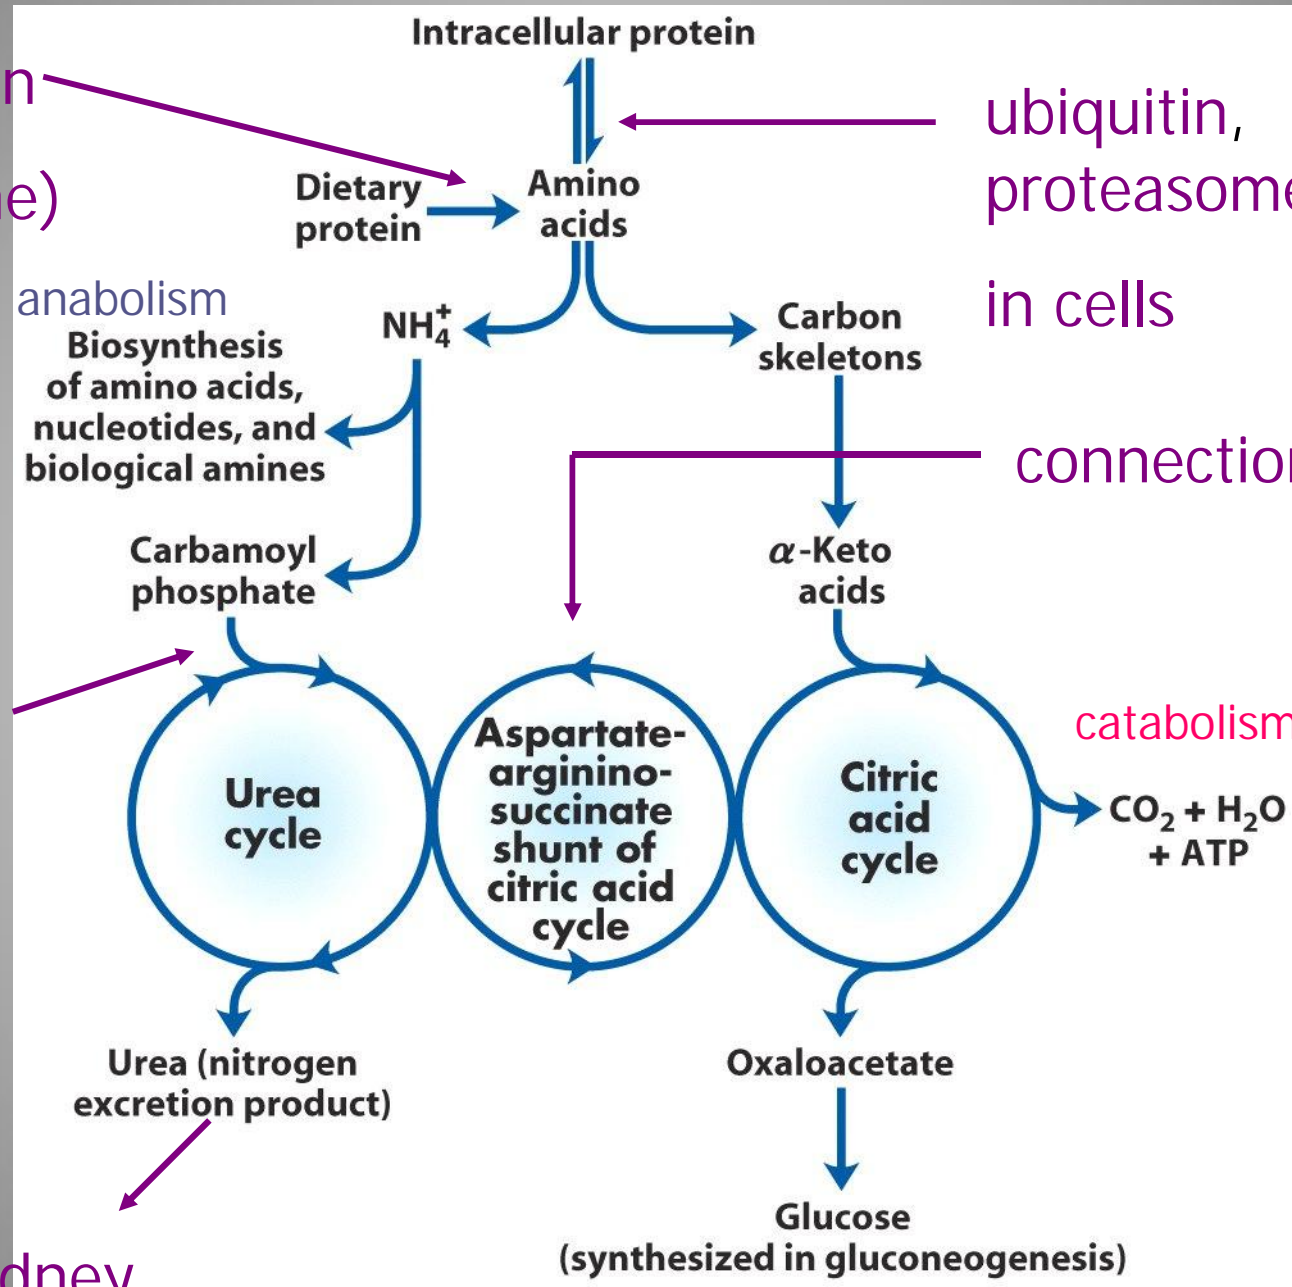 Intracellular protein
ubiquitin,
proteasome
in cells
Dietary
protein
Amino
acids
anabolism
Biosynthesis
of amino acids,
nucleotides, and
biological amines
NH₄⁺
Carbon
skeletons
connection
Carbamoyl
phosphate
α-Keto
acids
Urea
cycle
Aspartate-
arginino-
succinate
shunt of
citric acid
cycle
Citric
acid
cycle
catabolism
CO₂ + H₂O
+ ATP
Urea (nitrogen
excretion product)
Oxaloacetate
Glucose
(synthesized in gluconeogenesis)